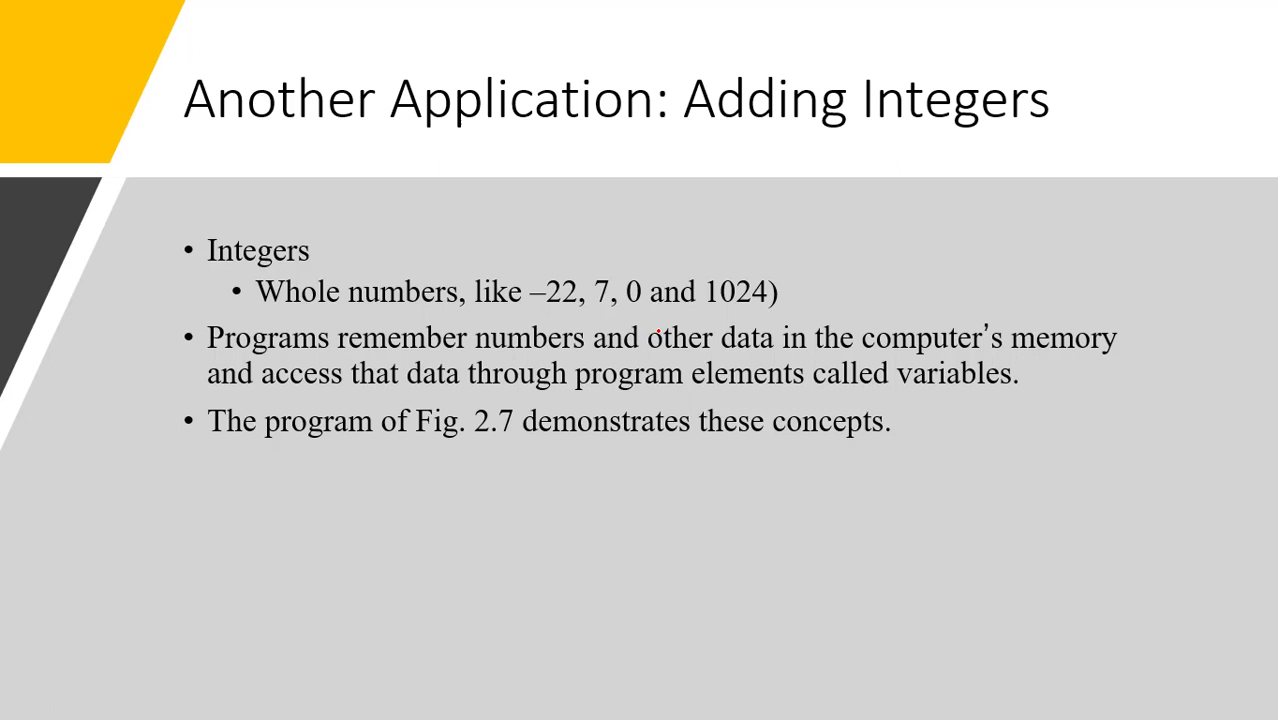 Another Application: Adding Integers
• Integers
• Whole numbers, like –22, 7, 0 and 1024)
• Programs remember numbers and other data in the computer’s memory
and access that data through program elements called variables.
• The program of Fig. 2.7 demonstrates these concepts.